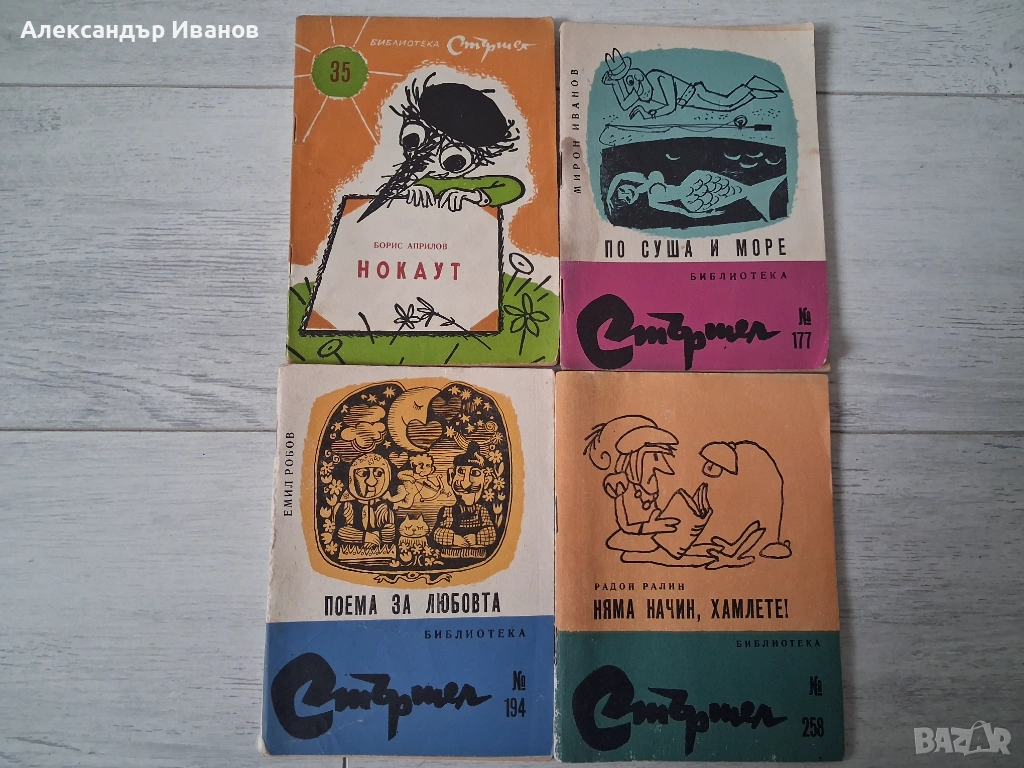 Александър Иванов
БИБЛИОТЕКА Стършел
35
БОРИС АПРИЛОВ
НОКАУТ
МИРОН ИВАНОВ
ПО СУША И МОРЕ
БИБЛИОТЕКА
Стършел
№
177
ЕМИЛ РОБОВ
ПОЕМА ЗА ЛЮБОВТА
БИБЛИОТЕКА
Стършел
№
194
РАДОЙ РАЛИН
НЯМА НАЧИН, ХАМЛЕТЕ!
БИБЛИОТЕКА
Стършел
№
258
BAZAR